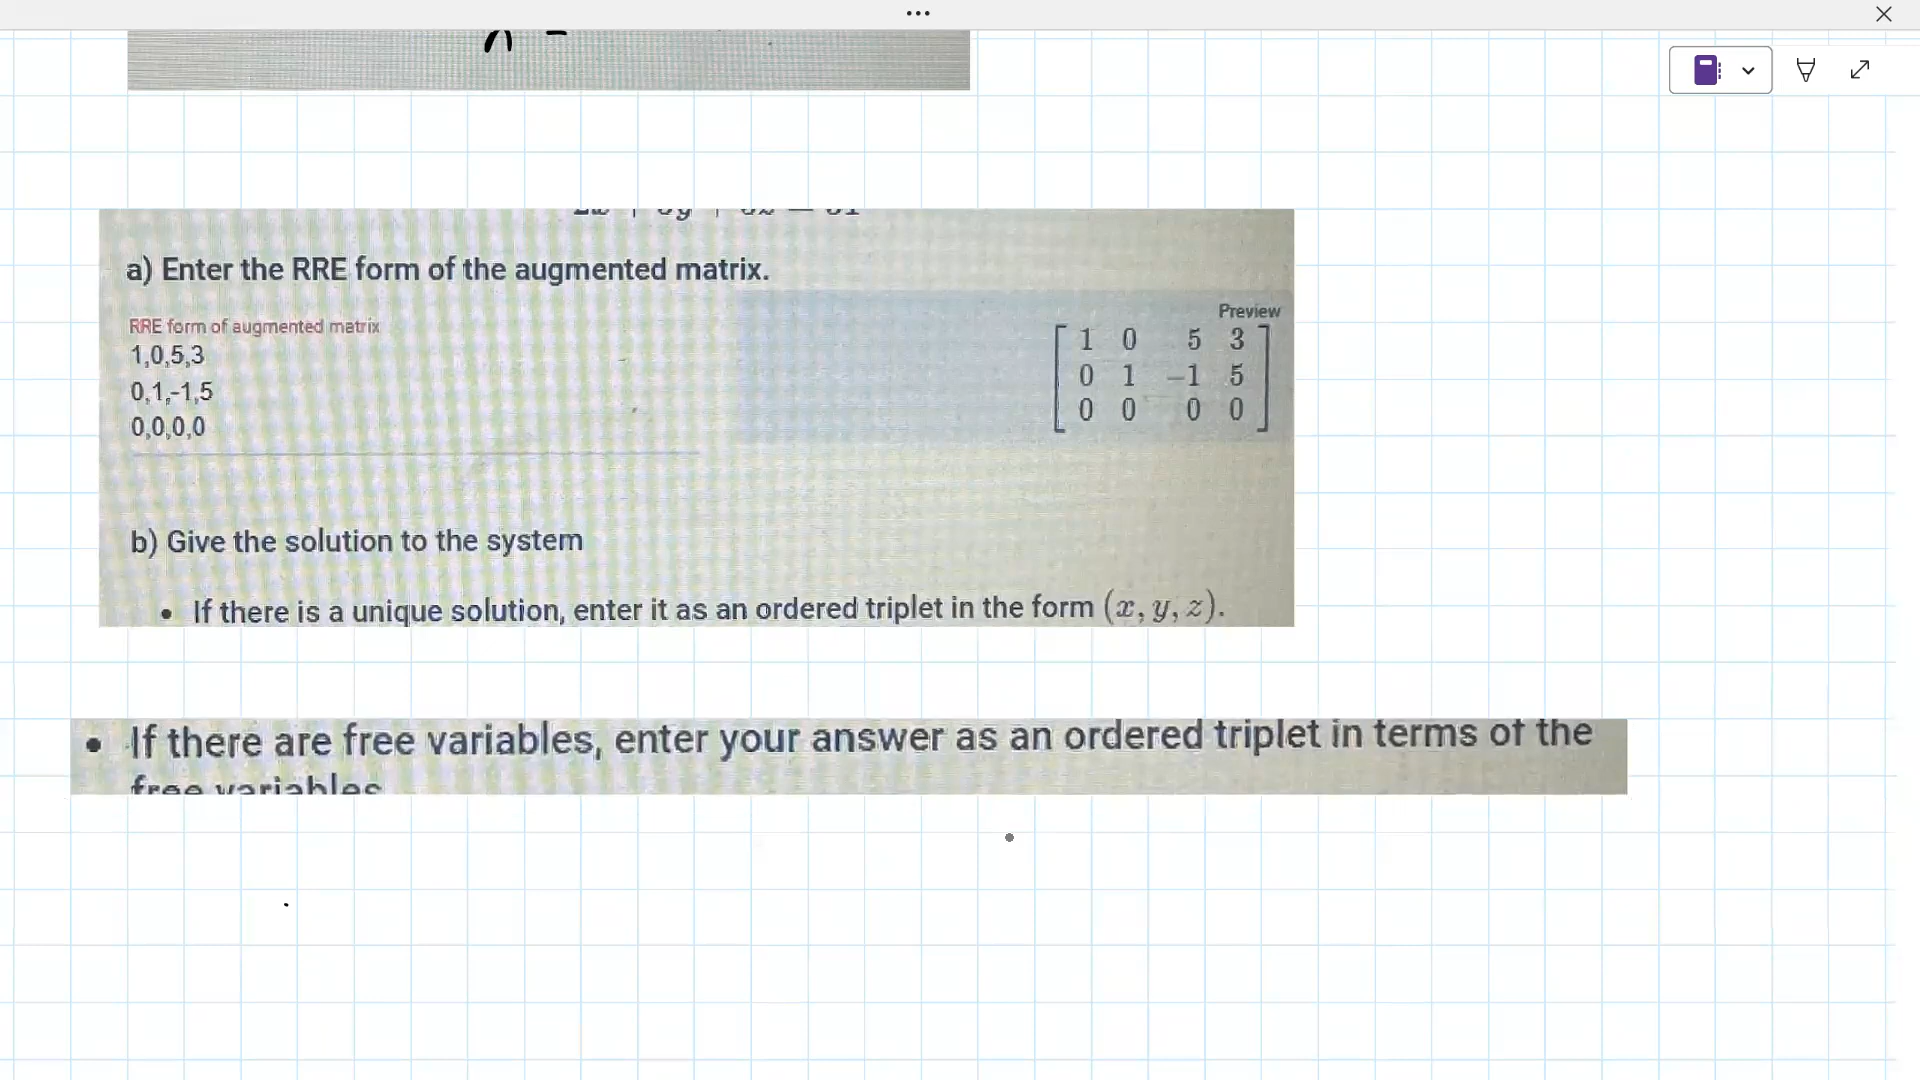 a) Enter the RRE form of the augmented matrix.
RRE form of augmented matrix
Preview
1,0,5,3
0,1,-1,5
0,0,0,0
1 0 5 3
0 1 −1 5
0 0 0 0
b) Give the solution to the system
• If there is a unique solution, enter it as an ordered triplet in the form (x, y, z).
• If there are free variables, enter your answer as an ordered triplet in terms of the
free variables